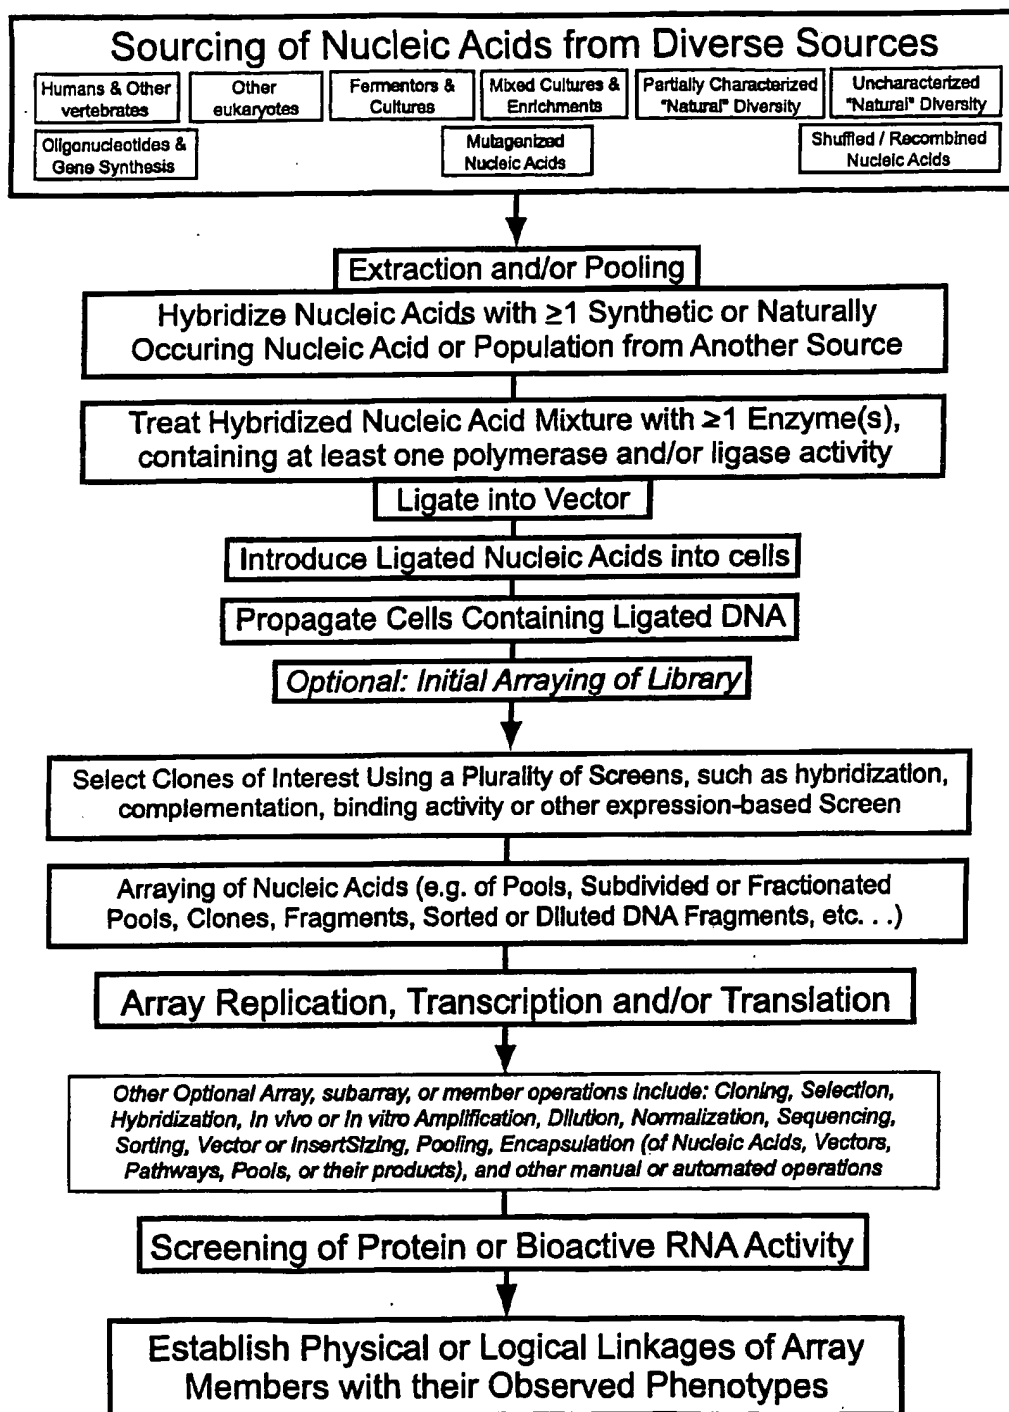 Sourcing of Nucleic Acids from Diverse Sources
Humans & Other
vertebrates
Other
eukaryotes
Fermentors &
Cultures
Mixed Cultures &
Enrichments
Partially Characterized
"Natural" Diversity
Uncharacterized
"Natural" Diversity
Oligonucleotides &
Gene Synthesis
Mutagenized
Nucleic Acids
Shuffled / Recombined
Nucleic Acids
Extraction and/or Pooling
Hybridize Nucleic Acids with ≥1 Synthetic or Naturally
Occuring Nucleic Acid or Population from Another Source
Treat Hybridized Nucleic Acid Mixture with ≥1 Enzyme(s),
containing at least one polymerase and/or ligase activity
Ligate into Vector
Introduce Ligated Nucleic Acids into cells
Propagate Cells Containing Ligated DNA
Optional: Initial Arraying of Library
Select Clones of Interest Using a Plurality of Screens, such as hybridization,
complementation, binding activity or other expression-based Screen
Arraying of Nucleic Acids (e.g. of Pools, Subdivided or Fractionated
Pools, Clones, Fragments, Sorted or Diluted DNA Fragments, etc. . .)
Array Replication, Transcription and/or Translation
Other Optional Array, subarray, or member operations include: Cloning, Selection,
Hybridization, In vivo or in vitro Amplification, Dilution, Normalization, Sequencing,
Sorting, Vector or InsertSizing, Pooling, Encapsulation (of Nucleic Acids, Vectors,
Pathways, Pools, or their products), and other manual or automated operations
Screening of Protein or Bioactive RNA Activity
Establish Physical or Logical Linkages of Array
Members with their Observed Phenotypes